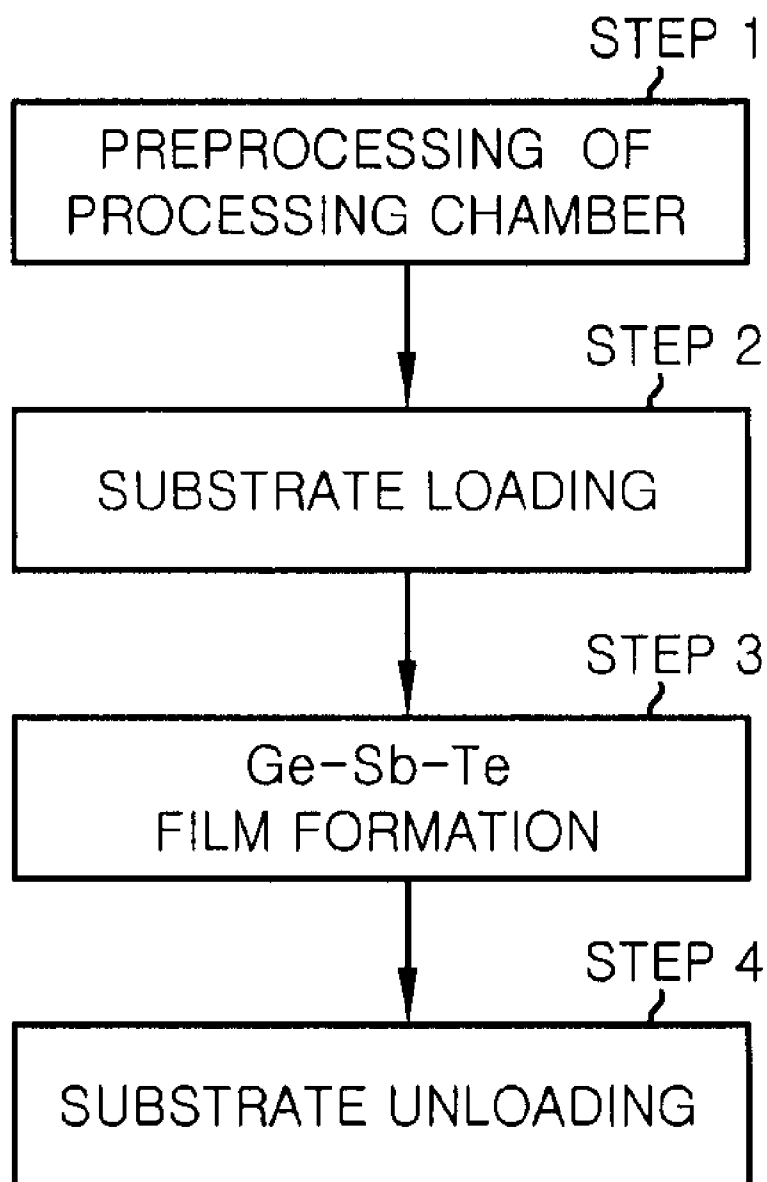 STEP 1
PREPROCESSING OF
PROCESSING CHAMBER
STEP 2
SUBSTRATE LOADING
STEP 3
Ge-Sb-Te
FILM FORMATION
STEP 4
SUBSTRATE UNLOADING